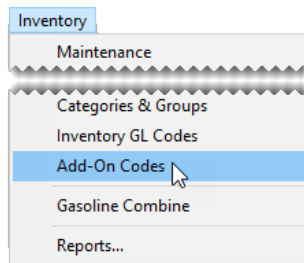 Inventory
Maintenance
Categories & Groups
Inventory GL Codes
Add-On Codes
Gasoline Combine
Reports...